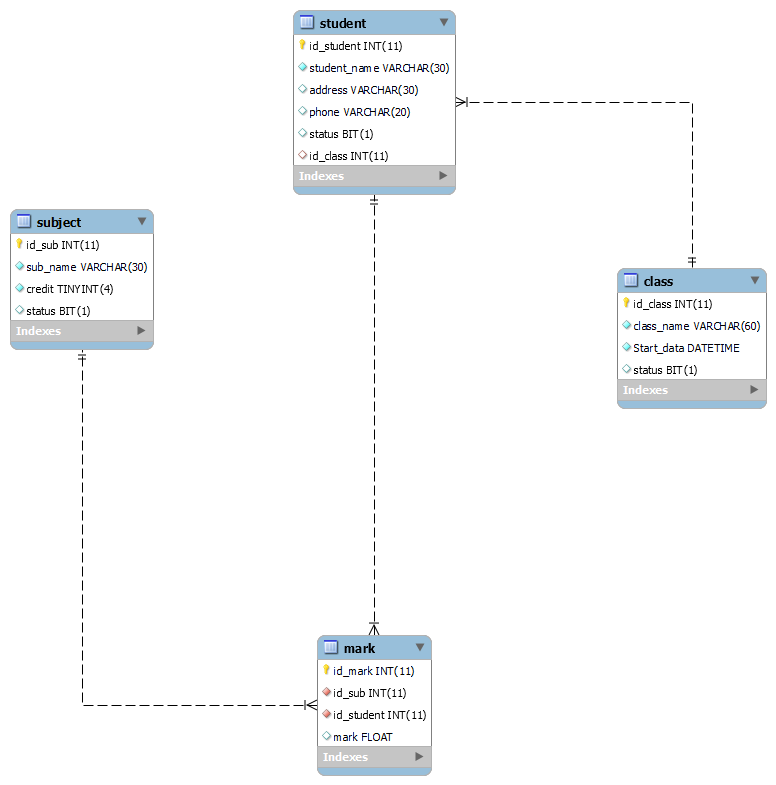 student
id_student INT(11)
student_name VARCHAR(30)
address VARCHAR(30)
phone VARCHAR(20)
status BIT(1)
id_class INT(11)
Indexes
subject
id_sub INT(11)
sub_name VARCHAR(30)
credit TINYINT(4)
status BIT(1)
Indexes
class
id_class INT(11)
class_name VARCHAR(60)
Start_data DATETIME
status BIT(1)
Indexes
mark
id_mark INT(11)
id_sub INT(11)
id_student INT(11)
mark FLOAT
Indexes